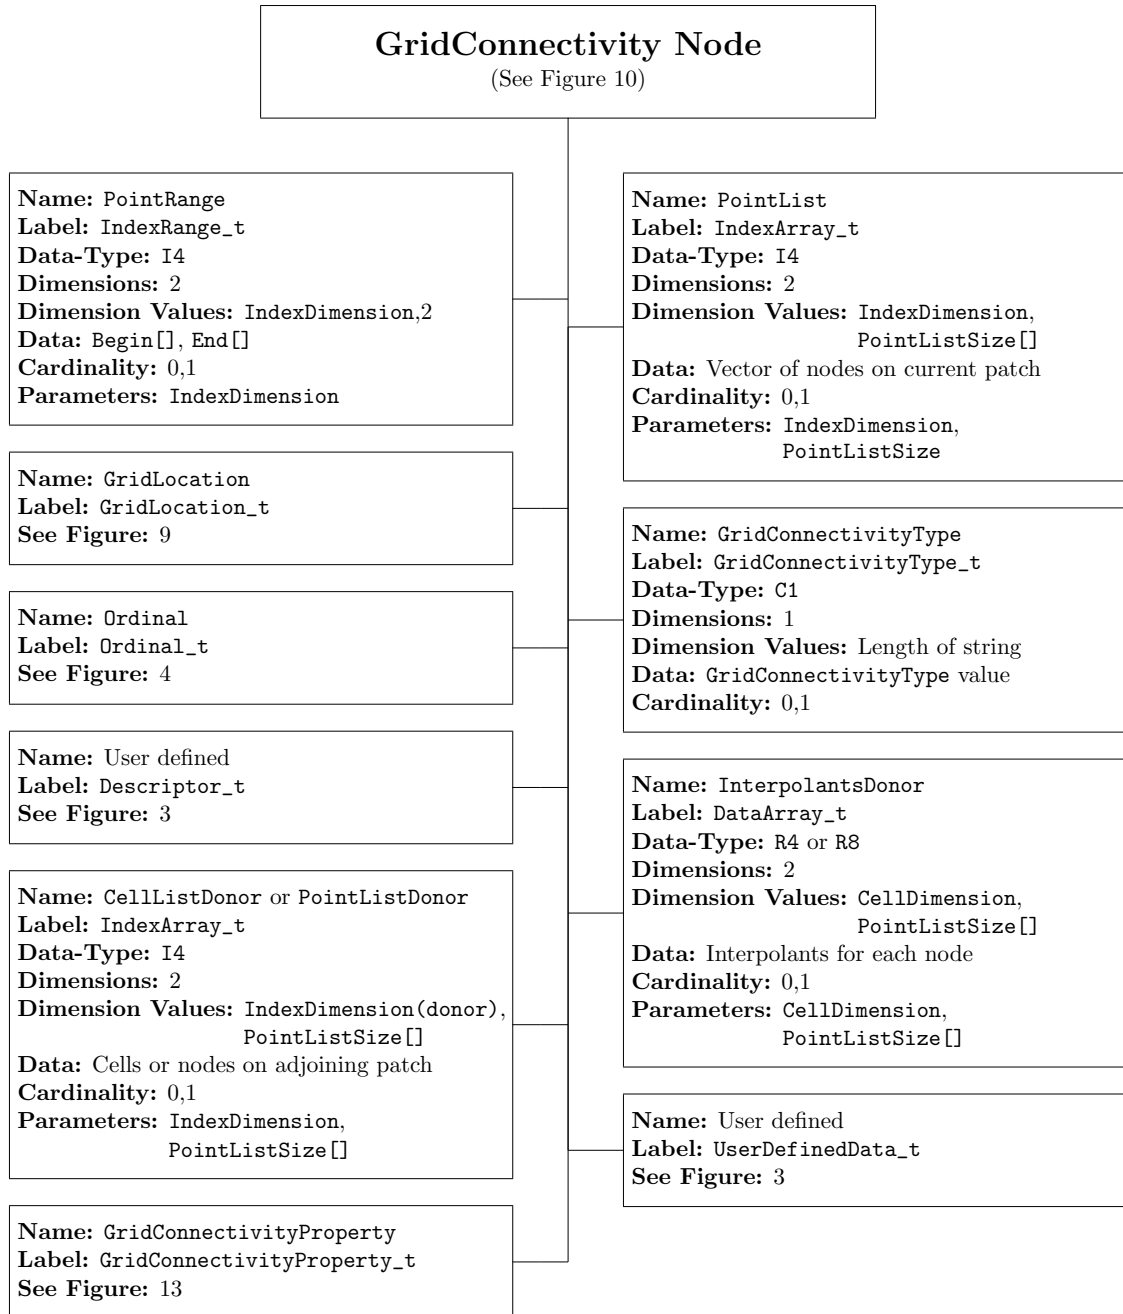 GridConnectivity Node
(See Figure 10)
Name: PointRange
Label: IndexRange_t
Data-Type: I4
Dimensions: 2
Dimension Values: IndexDimension,2
Data: Begin[], End[]
Cardinality: 0,1
Parameters: IndexDimension
Name: GridLocation
Label: GridLocation_t
See Figure: 9
Name: Ordinal
Label: Ordinal_t
See Figure: 4
Name: User defined
Label: Descriptor_t
See Figure: 3
Name: CellListDonor or PointListDonor
Label: IndexArray_t
Data-Type: I4
Dimensions: 2
Dimension Values: IndexDimension(donor),
PointListSize[]
Data: Cells or nodes on adjoining patch
Cardinality: 0,1
Parameters: IndexDimension,
PointListSize[]
Name: GridConnectivityProperty
Label: GridConnectivityProperty_t
See Figure: 13
Name: PointList
Label: IndexArray_t
Data-Type: I4
Dimensions: 2
Dimension Values: IndexDimension,
PointListSize[]
Data: Vector of nodes on current patch
Cardinality: 0,1
Parameters: IndexDimension,
PointListSize
Name: GridConnectivityType
Label: GridConnectivityType_t
Data-Type: C1
Dimensions: 1
Dimension Values: Length of string
Data: GridConnectivityType value
Cardinality: 0,1
Name: InterpolantsDonor
Label: DataArray_t
Data-Type: R4 or R8
Dimensions: 2
Dimension Values: CellDimension,
PointListSize[]
Data: Interpolants for each node
Cardinality: 0,1
Parameters: CellDimension,
PointListSize[]
Name: User defined
Label: UserDefinedData_t
See Figure: 3